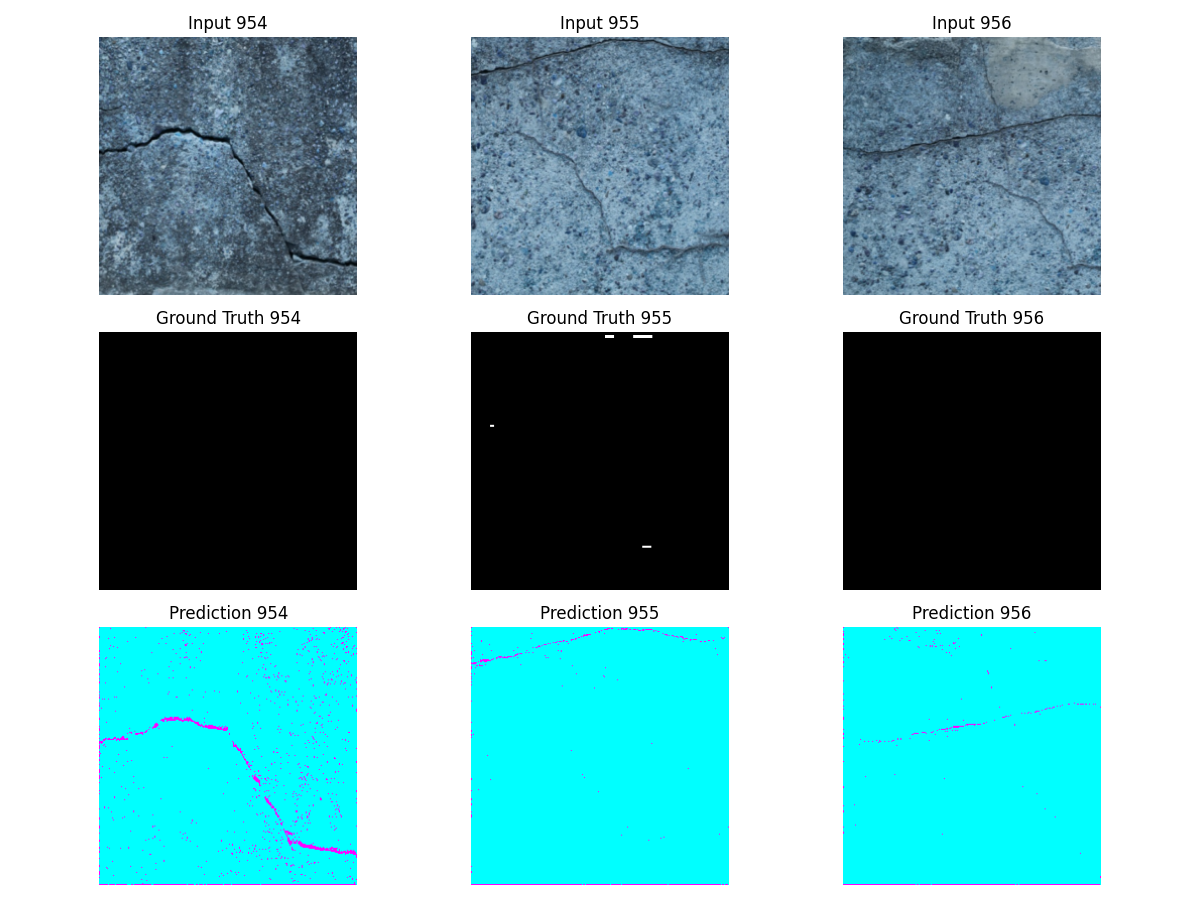 Input 954
Input 955
Input 956
Ground Truth 954
Ground Truth 955
Ground Truth 956
Prediction 954
Prediction 955
Prediction 956